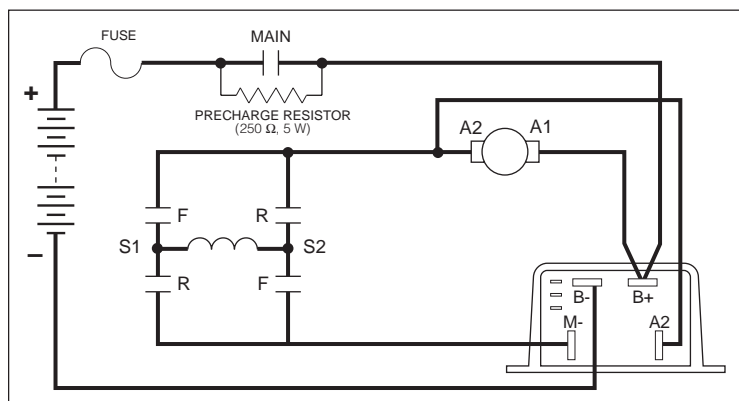 FUSE
MAIN
+
PRECHARGE RESISTOR
(250 Ω, 5 W)
A2
A1
F
R
S1
S2
R
F
–
B-
B+
M-
A2